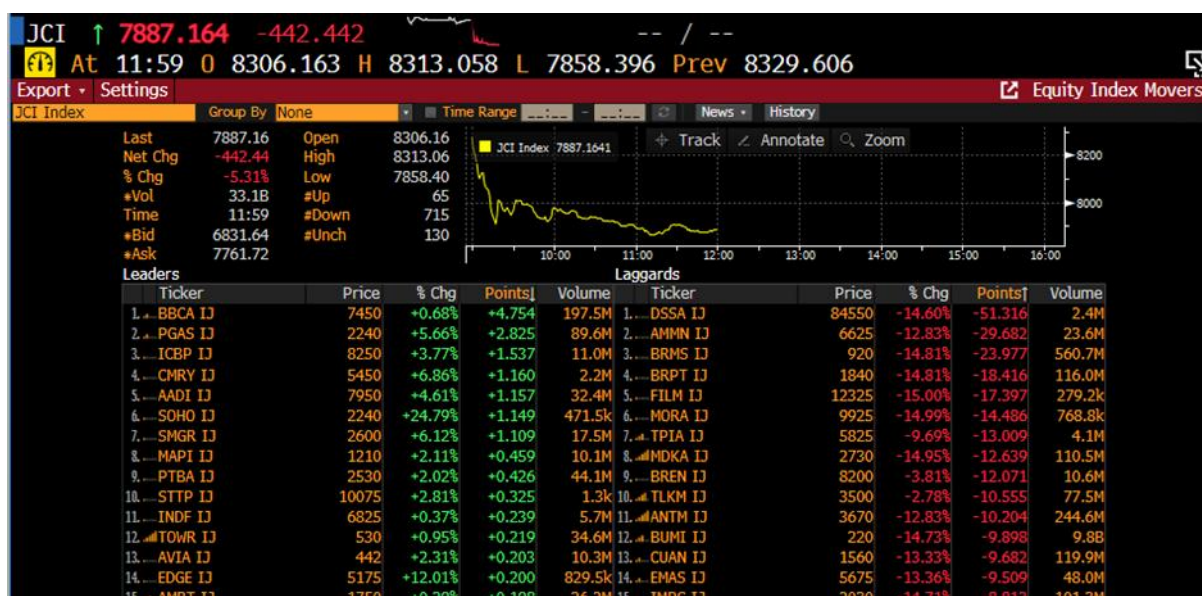 JCI ↑ 7887.164 -442.442 -- / --
At 11:59 O 8306.163 H 8313.058 L 7858.396 Prev 8329.606
Export Settings Equity Index Movers
JCI Index Group By None Time Range __:__ - __:__ News History
Last 7887.16 Open 8306.16
Net Chg -442.44 High 8313.06
% Chg -5.31% Low 7858.40
*Vol 33.1B #Up 65
Time 11:59 #Down 715
*Bid 6831.64 #Unch 130
*Ask 7761.72
JCI Index 7887.1641 Track Annotate Zoom
8200
8000
10:00 11:00 12:00 13:00 14:00 15:00 16:00
Leaders Laggards
Ticker Price % Chg Points↓ Volume Ticker Price % Chg Points↑ Volume
1. BBCA IJ 7450 +0.68% +4.754 197.5M 1. DSSA IJ 84550 -14.60% -51.316 2.4M
2. PGAS IJ 2240 +5.66% +2.825 89.6M 2. AMMN IJ 6625 -12.83% -29.682 23.6M
3. ICBP IJ 8250 +3.77% +1.537 11.0M 3. BRMS IJ 920 -14.81% -23.977 560.7M
4. CMRY IJ 5450 +6.86% +1.160 2.2M 4. BRPT IJ 1840 -14.81% -18.416 116.0M
5. AADI IJ 7950 +4.61% +1.157 32.4M 5. FILM IJ 12325 -15.00% -17.397 279.2k
6. SOHO IJ 2240 +24.79% +1.149 471.5k 6. MORA IJ 9925 -14.99% -14.486 768.8k
7. SMGR IJ 2600 +6.12% +1.109 17.5M 7. TPIA IJ 5825 -9.69% -13.009 4.1M
8. MAPI IJ 1210 +2.11% +0.459 10.1M 8. MDKA IJ 2730 -14.95% -12.639 110.5M
9. PTBA IJ 2530 +2.02% +0.426 44.1M 9. BREN IJ 8200 -3.81% -12.071 10.6M
10. STTP IJ 10075 +2.81% +0.325 1.3k 10. TLKM IJ 3500 -2.78% -10.555 77.5M
11. INDF IJ 6825 +0.37% +0.239 5.7M 11. ANTM IJ 3670 -12.83% -10.204 244.6M
12. TOWR IJ 530 +0.95% +0.219 34.6M 12. BUMI IJ 220 -14.73% -9.898 9.8B
13. AVIA IJ 442 +2.31% +0.203 10.3M 13. CUAN IJ 1560 -13.33% -9.682 119.9M
14. EDGE IJ 5175 +12.01% +0.200 829.5k 14. EMAS IJ 5675 -13.36% -9.509 48.0M